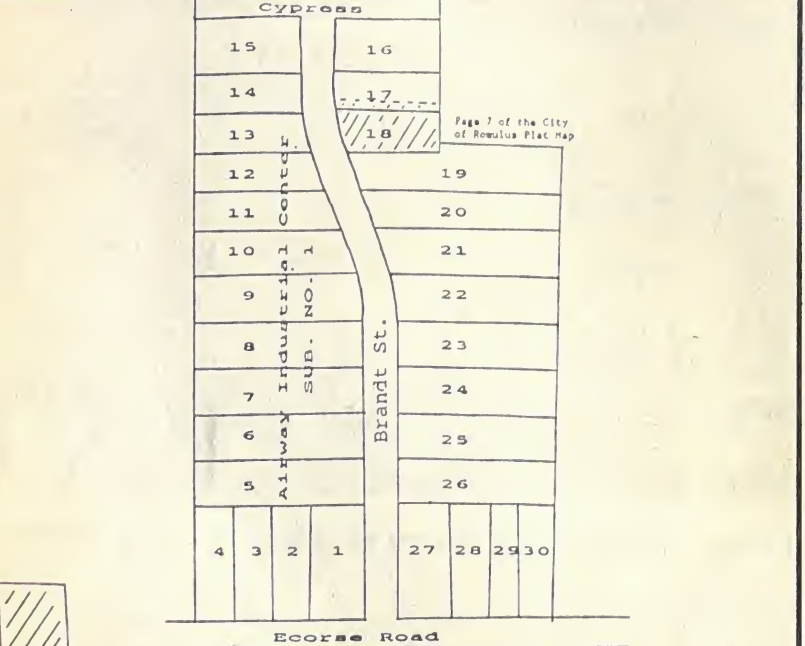 Cypress
15 16
14 17
13 18
Page 7 of the City
of Romulus Plat Map
12 19
11 20
10 21
9 22
8 23
7 24
6 25
5 26
Airway Industrial Center
SUB. NO. 1
Brandt St.
4 3 2 1 27 28 29 30
Ecorse Road